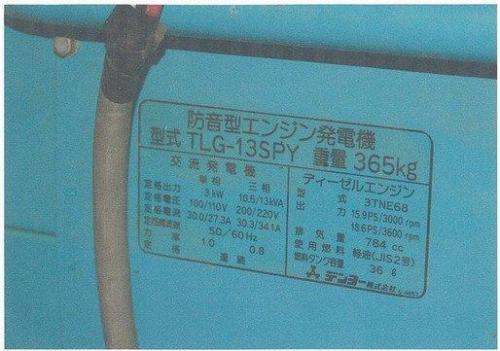 防音型エンジン発電機
型式 TLG-13SPY 重量 365kg
交流発電機
単相 三相
定格出力 3kW 10.5/13kVA
定格電圧 100/110V 200/220V
定格電流 30.0/27.3A 30.3/34.1A
定格周波数 50/60Hz
力率 1.0 0.8
定格 連続
ディーゼルエンジン
型式 3TNE68
出力 15.9PS/3000rpm
18.6PS/3600rpm
排気量 784cc
使用燃料 軽油(JIS2号)
燃料タンク容量 36ℓ
デンヨー株式会社